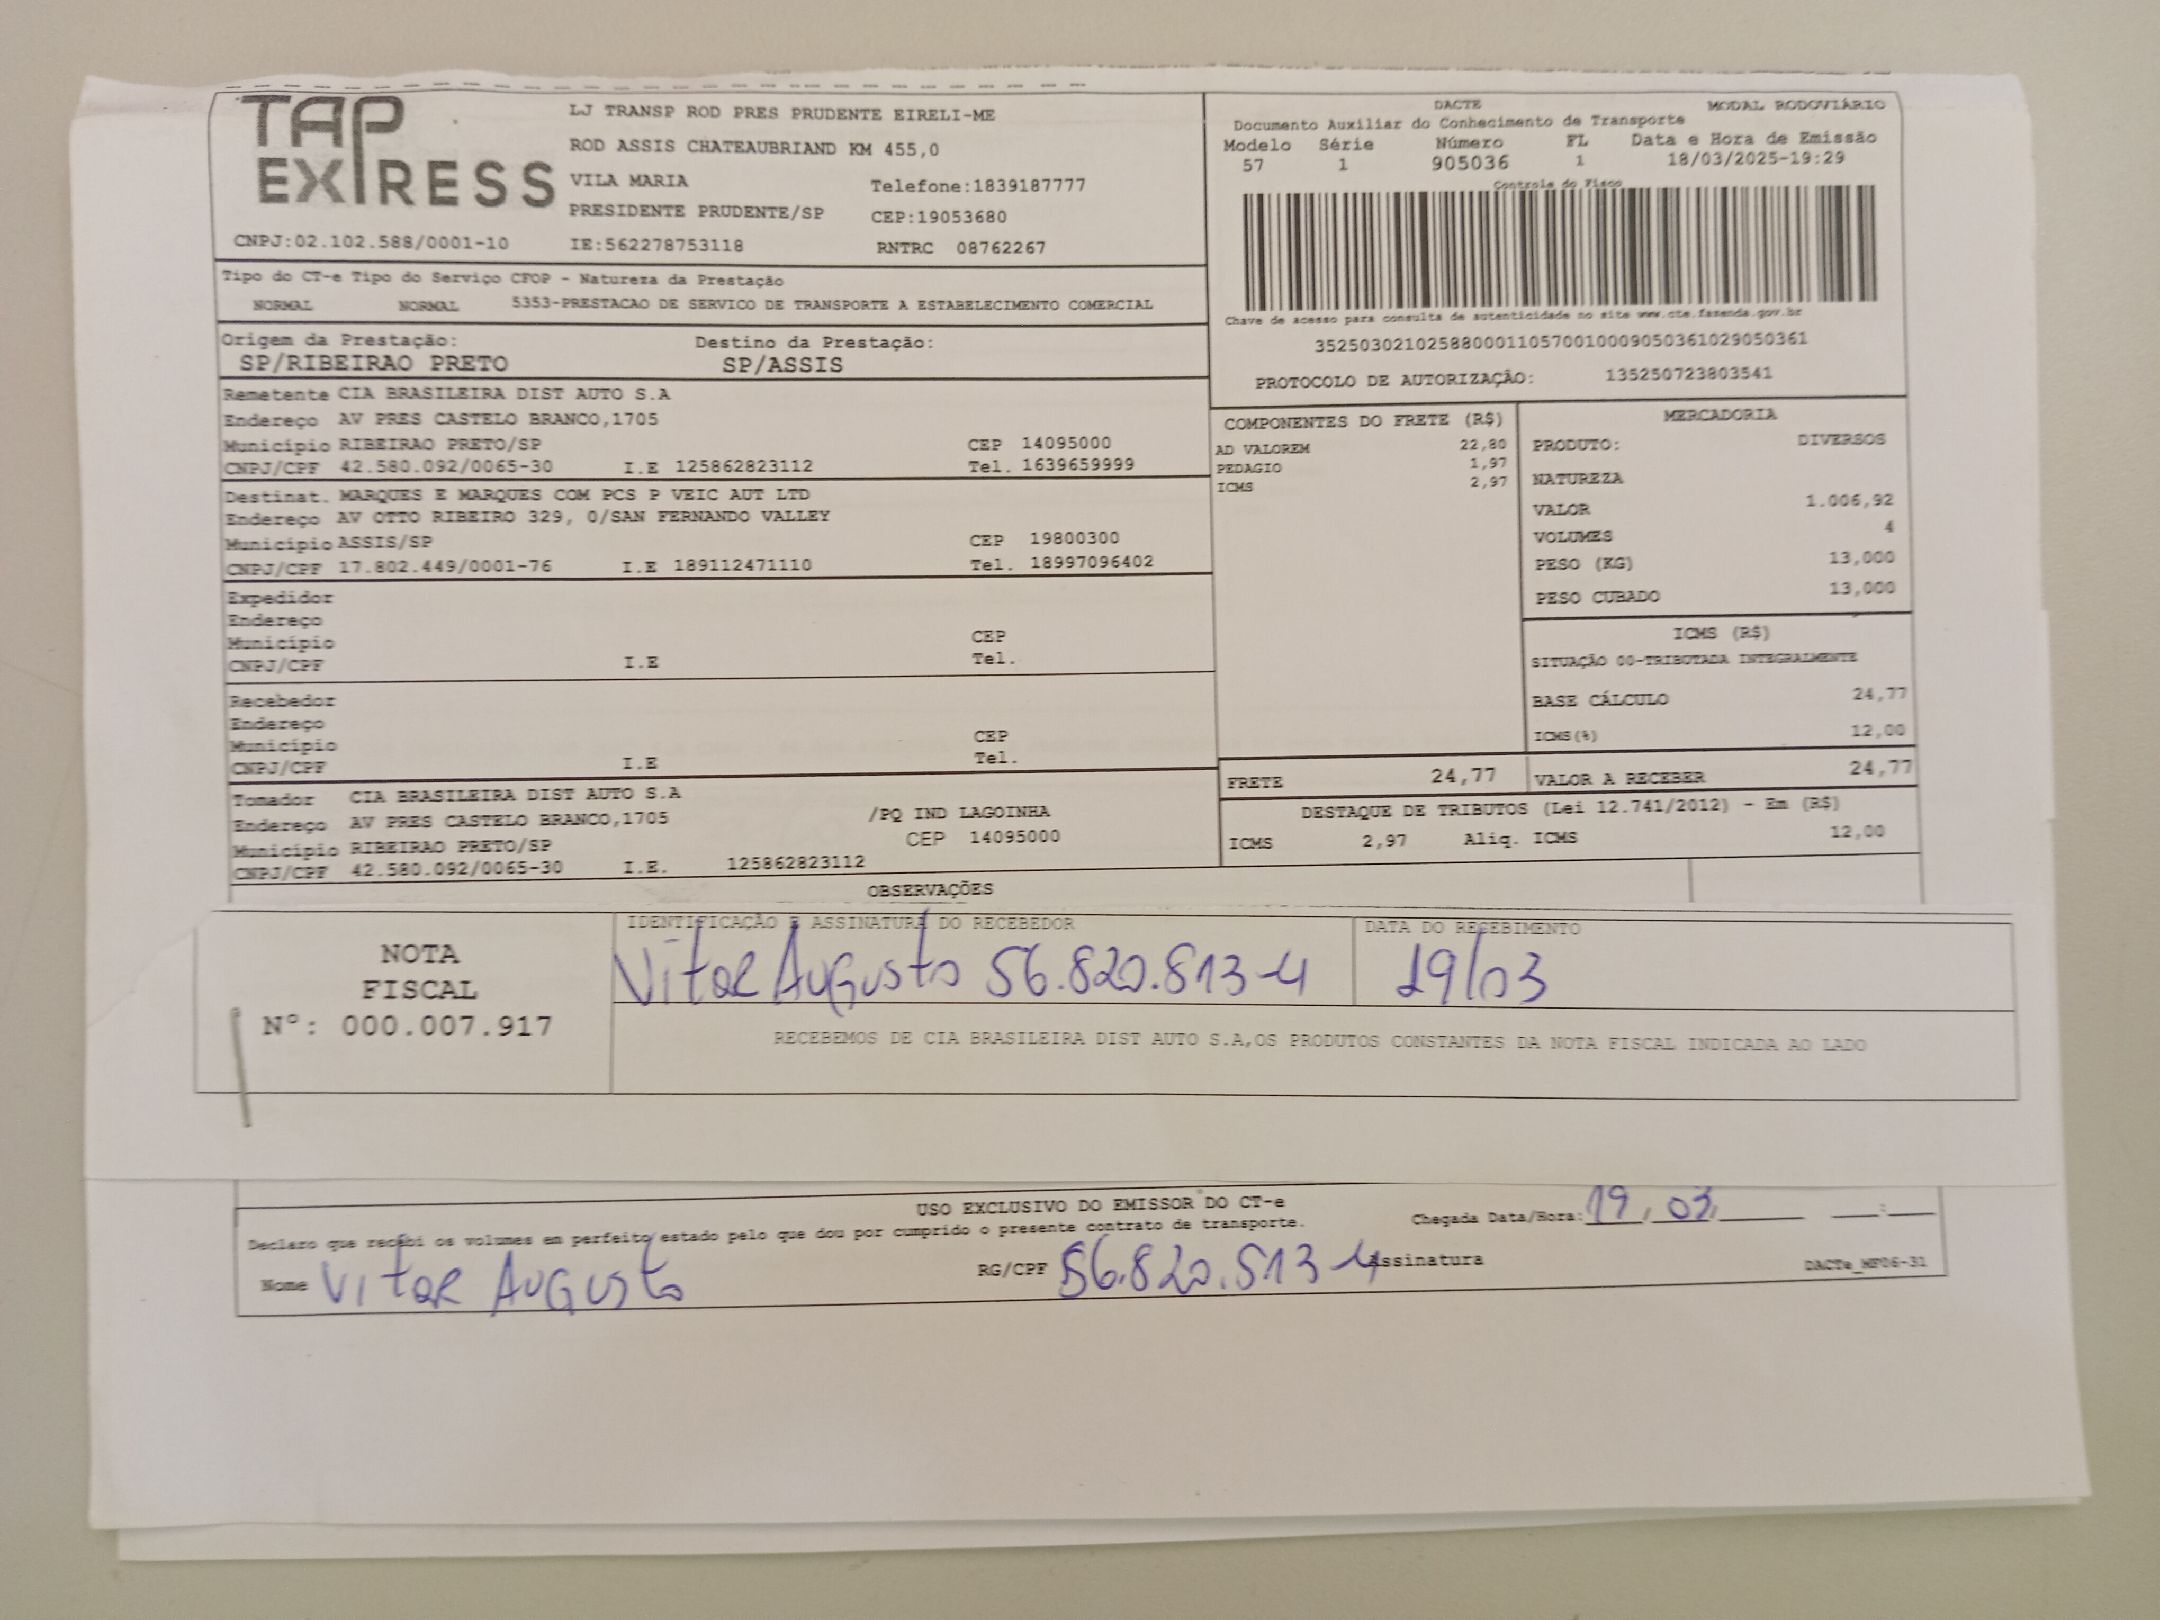 TAP EXPRESS
LJ TRANSP ROD PRES PRUDENTE EIRELI-ME
ROD ASSIS CHATEAUBRIAND KM 455,0
VILA MARIA Telefone:1839187777
PRESIDENTE PRUDENTE/SP CEP:19053680
CNPJ:02.102.588/0001-10 IE:562278753118 RNTRC 08762267
DACTE MODAL RODOVIÁRIO
Documento Auxiliar do Conhecimento de Transporte
Modelo Série Número FL Data e Hora de Emissão
57 1 905036 1 18/03/2025-19:29
Controle do Fisco
Chave de acesso para consulta de autenticidade no site www.cte.fazenda.gov.br
35250302102588000110570010009050361029050361
PROTOCOLO DE AUTORIZAÇÃO: 135250723803541
Tipo do CT-e Tipo do Serviço CFOP - Natureza da Prestação
NORMAL NORMAL 5353-PRESTACAO DE SERVICO DE TRANSPORTE A ESTABELECIMENTO COMERCIAL
Origem da Prestação: Destino da Prestação:
SP/RIBEIRAO PRETO SP/ASSIS
Remetente CIA BRASILEIRA DIST AUTO S.A
Endereço AV PRES CASTELO BRANCO,1705
Município RIBEIRAO PRETO/SP CEP 14095000
CNPJ/CPF 42.580.092/0065-30 I.E 125862823112 Tel. 1639659999
Destinat. MARQUES E MARQUES COM PCS P VEIC AUT LTD
Endereço AV OTTO RIBEIRO 329, 0/SAN FERNANDO VALLEY
Município ASSIS/SP CEP 19800300
CNPJ/CPF 17.802.449/0001-76 I.E 189112471110 Tel. 18997096402
Expedidor
Endereço
Município CEP
CNPJ/CPF I.E Tel.
Recebedor
Endereço
Município CEP
CNPJ/CPF I.E Tel.
Tomador CIA BRASILEIRA DIST AUTO S.A
Endereço AV PRES CASTELO BRANCO,1705 /PQ IND LAGOINHA
Município RIBEIRAO PRETO/SP CEP 14095000
CNPJ/CPF 42.580.092/0065-30 I.E. 125862823112
COMPONENTES DO FRETE (R$)
AD VALOREM 22,80
PEDAGIO 1,97
ICMS 2,97
MERCADORIA
PRODUTO: DIVERSOS
NATUREZA
VALOR 1.006,92
VOLUMES 4
PESO (KG) 13,000
PESO CUBADO 13,000
ICMS (R$)
SITUAÇÃO 00-TRIBUTADA INTEGRALMENTE
BASE CÁLCULO 24,77
ICMS(%) 12,00
FRETE 24,77 VALOR A RECEBER 24,77
DESTAQUE DE TRIBUTOS (Lei 12.741/2012) - Em (R$)
ICMS 2,97 Aliq. ICMS 12,00
OBSERVAÇÕES
NOTA
FISCAL
N°: 000.007.917
IDENTIFICAÇÃO E ASSINATURA DO RECEBEDOR DATA DO RECEBIMENTO
Vitor Augusto 56.820.813-4 19/03
RECEBEMOS DE CIA BRASILEIRA DIST AUTO S.A,OS PRODUTOS CONSTANTES DA NOTA FISCAL INDICADA AO LADO
USO EXCLUSIVO DO EMISSOR DO CT-e
Declaro que recebi os volumes em perfeito estado pelo que dou por cumprido o presente contrato de transporte. Chegada Data/Hora: 19, 03,
Nome Vitor Augusto RG/CPF 56.820.813-4 Assinatura DACTe_NF06-31